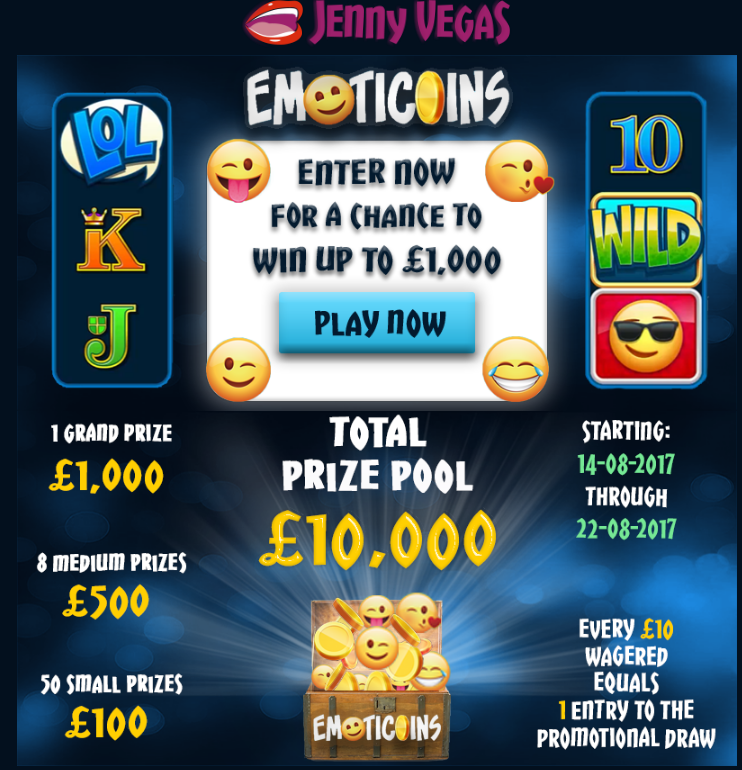 JENNY VEGAS
EMOTICOINS
LOL
K
J
ENTER NOW
FOR A CHANCE TO
WIN UP TO £1,000
PLAY NOW
10
WILD
1 GRAND PRIZE
£1,000
8 MEDIUM PRIZES
£500
50 SMALL PRIZES
£100
TOTAL
PRIZE POOL
£10,000
EMOTICOINS
STARTING:
14-08-2017
THROUGH
22-08-2017
EVERY £10
WAGERED
EQUALS
1 ENTRY TO THE
PROMOTIONAL DRAW